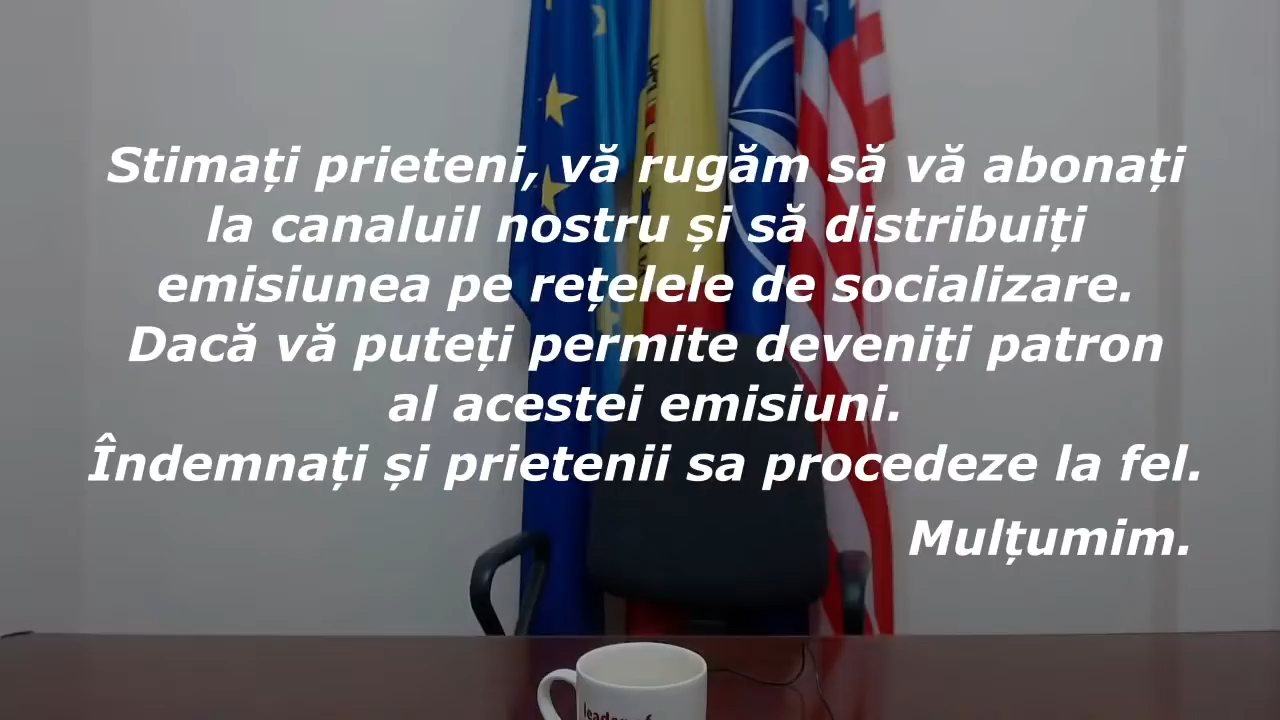 Stimați prieteni, vă rugăm să vă abonați
la canaluil nostru și să distribuiți
emisiunea pe rețelele de socializare.
Dacă vă puteți permite deveniți patron
al acestei emisiuni.
Îndemnați și prietenii sa procedeze la fel.
Mulțumim.